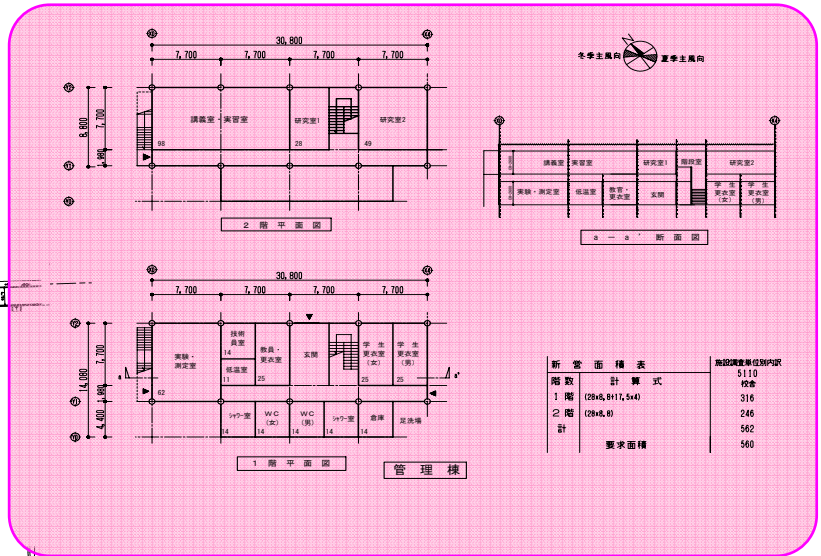 30,800
7,700 7,700 7,700 7,700
8,800
7,700
1,980
講義室・実習室
98
研究室1
28
研究室2
49
2 階 平 面 図
冬季主風向
N
夏季主風向
講義室・実習室
研究室1
階段室
研究室2
実験・測定室
低温室
教官・
更衣室
玄関
学 生
更衣室
(女)
学 生
更衣室
(男)
a - a' 断 面 図
30,800
7,700 7,700 7,700 7,700
14,080
7,700
1,980
4,400
実験・
測定室
62
技術
員室
14
低温室
11
教員・
更衣室
25
玄関
学 生
更衣室
(女)
25
学 生
更衣室
(男)
25
a
a'
シャワー室
14
WC
(女)
14
WC
(男)
14
シャワー室
14
倉庫
14
足洗場
1 階 平 面 図
管 理 棟
新 営 面 積 表
施設調査単位別内訳
5110
校舎
階 数 計 算 式
1 階 (28x8,8+17,5x4) 316
2 階 (28x8,8) 246
計 562
要求面積 560